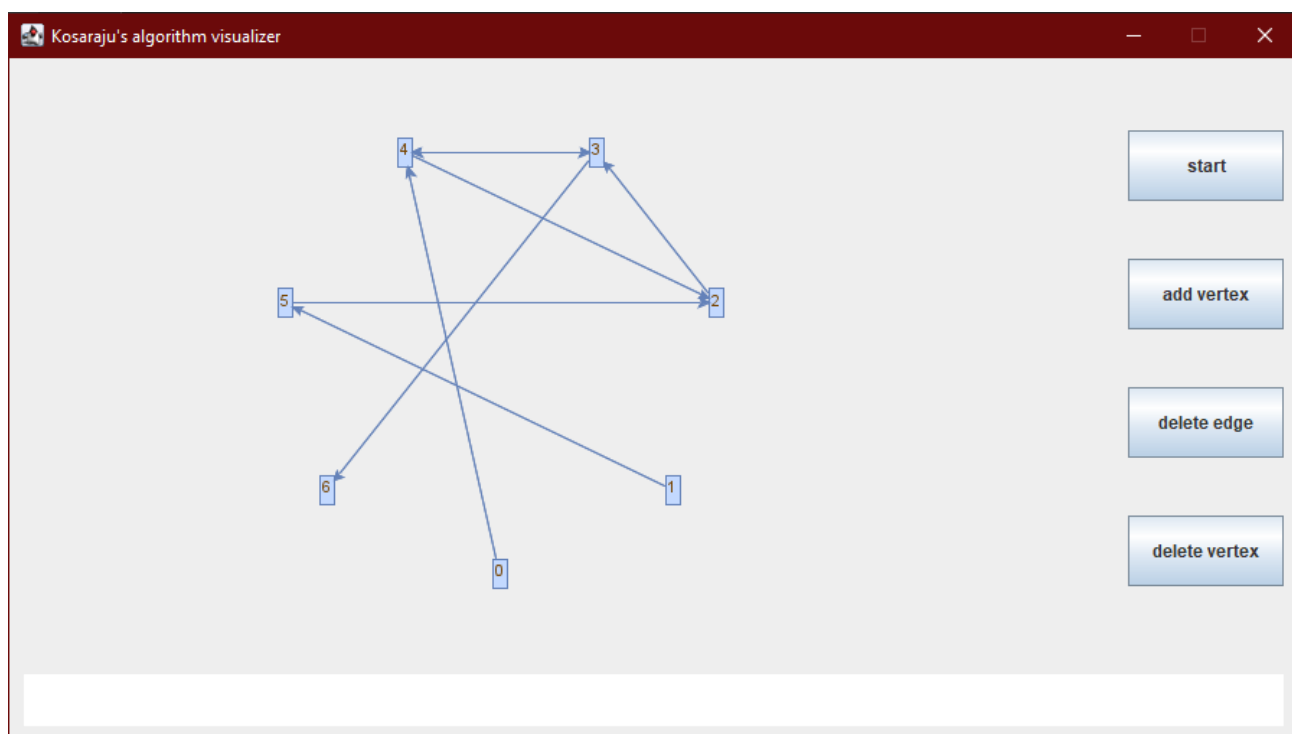 Kosaraju's algorithm visualizer
4
3
start
add vertex
5
2
delete edge
6
1
delete vertex
0